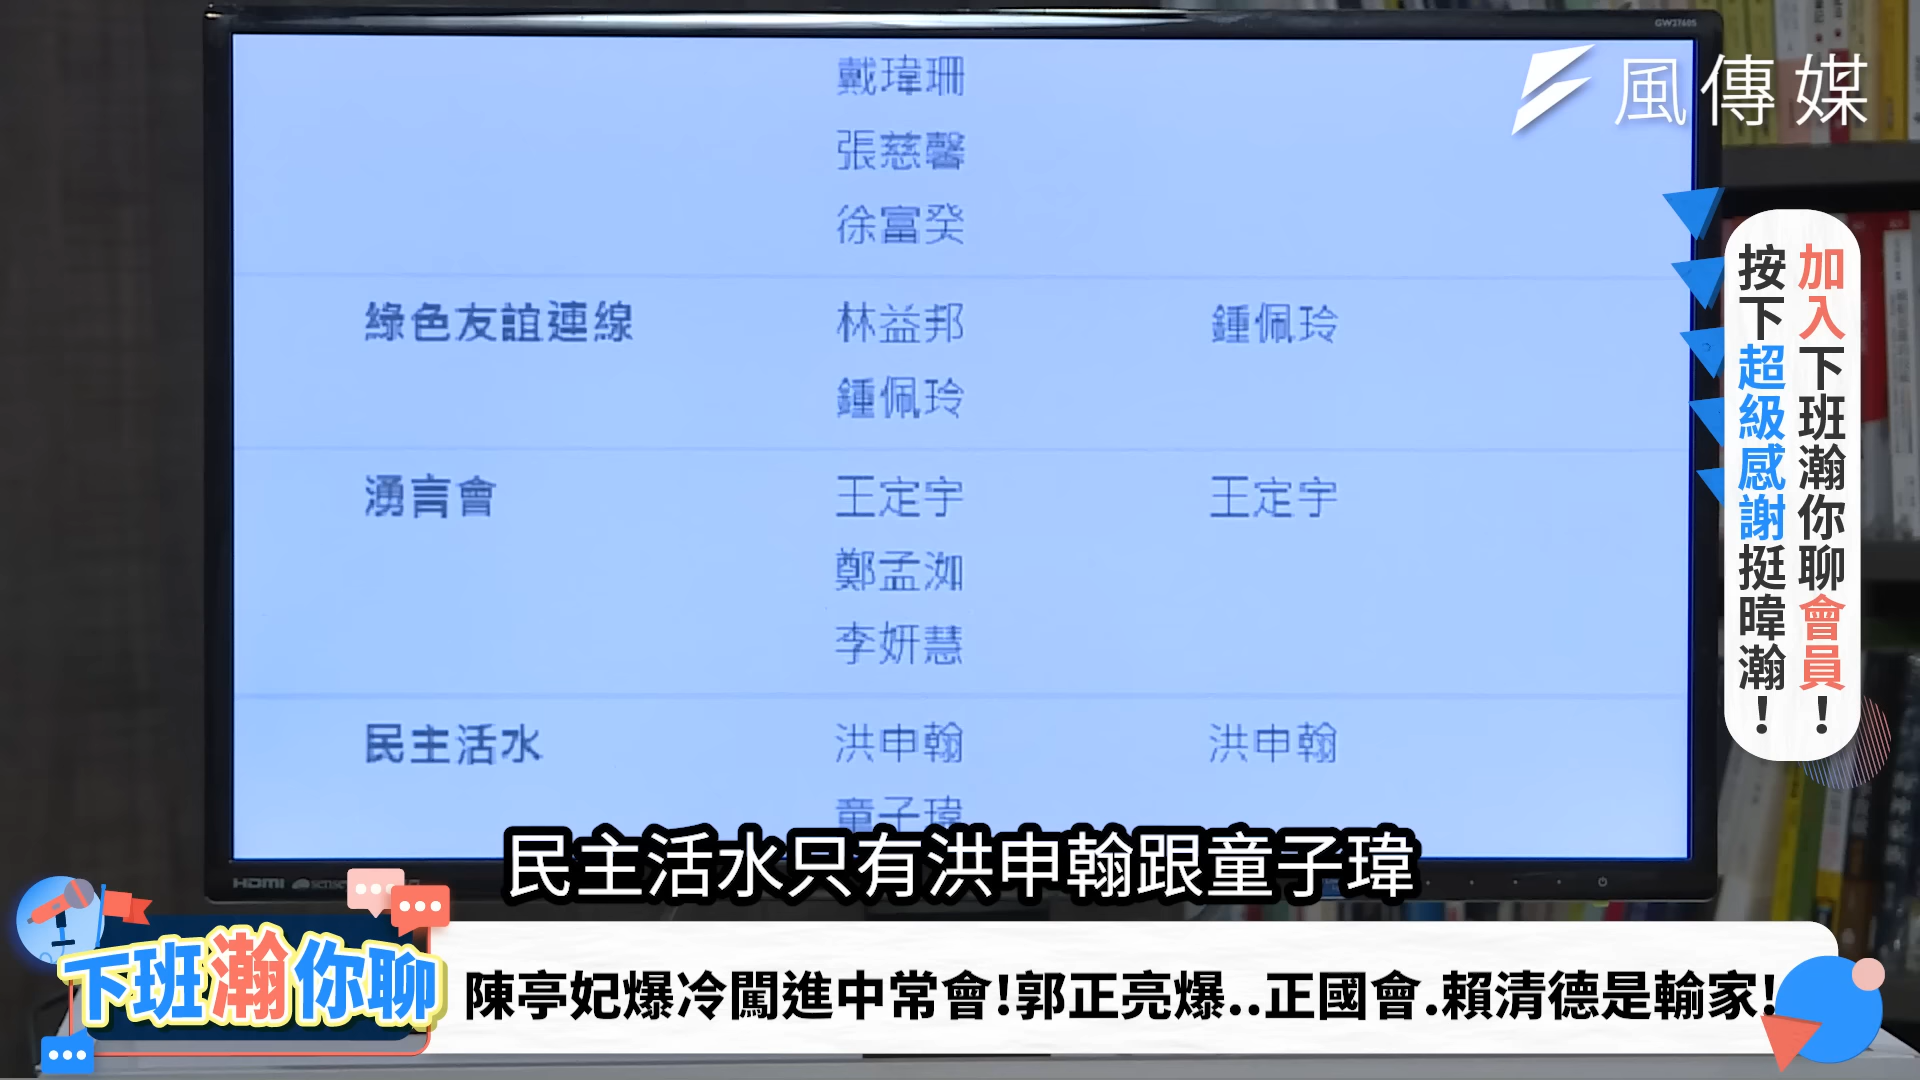 GW2760S
風傳媒
戴瑋珊
張慈馨
徐富癸
綠色友誼連線 林益邦 鍾佩玲
鍾佩玲
湧言會 王定宇 王定宇
鄭孟洳
李妍慧
民主活水 洪申翰 洪申翰
童子瑋
加入下班瀚你聊會員!
按下超級感謝挺暐瀚!
民主活水只有洪申翰跟童子瑋
HDMI
下班瀚你聊
陳亭妃爆冷闖進中常會!郭正亮爆..正國會.賴清德是輸家!